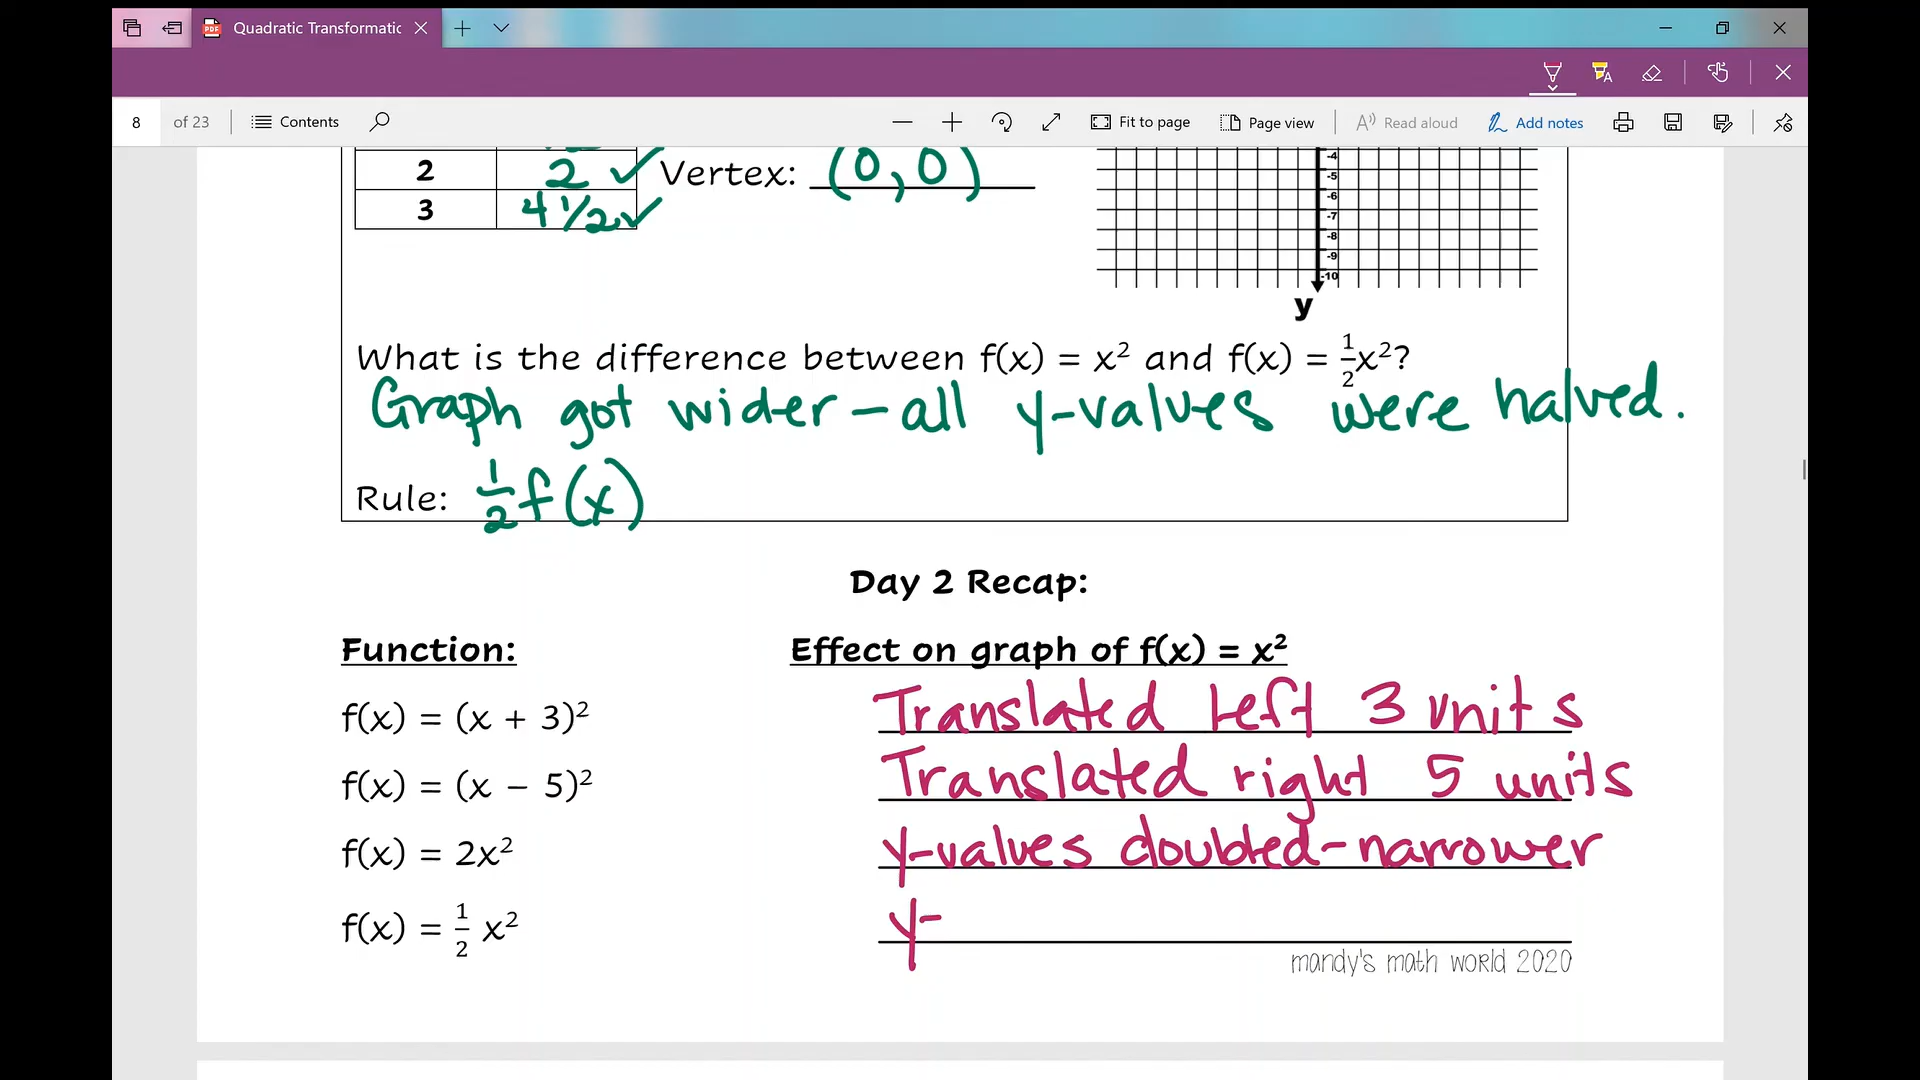 Quadratic Transformatic
8 of 23 Contents Fit to page Page view Read aloud Add notes
2 2 ✓ Vertex: (0,0)
3 4 1/2 ✓
-4
-5
-6
-7
-8
-9
-10
y
What is the difference between f(x) = x² and f(x) = ½x²?
Graph got wider – all y-values were halved.
Rule: ½f(x)
Day 2 Recap:
Function: Effect on graph of f(x) = x²
f(x) = (x + 3)² Translated left 3 units
f(x) = (x – 5)² Translated right 5 units
f(x) = 2x² y-values doubled-narrower
f(x) = ½ x² y-
mandy's math world 2020